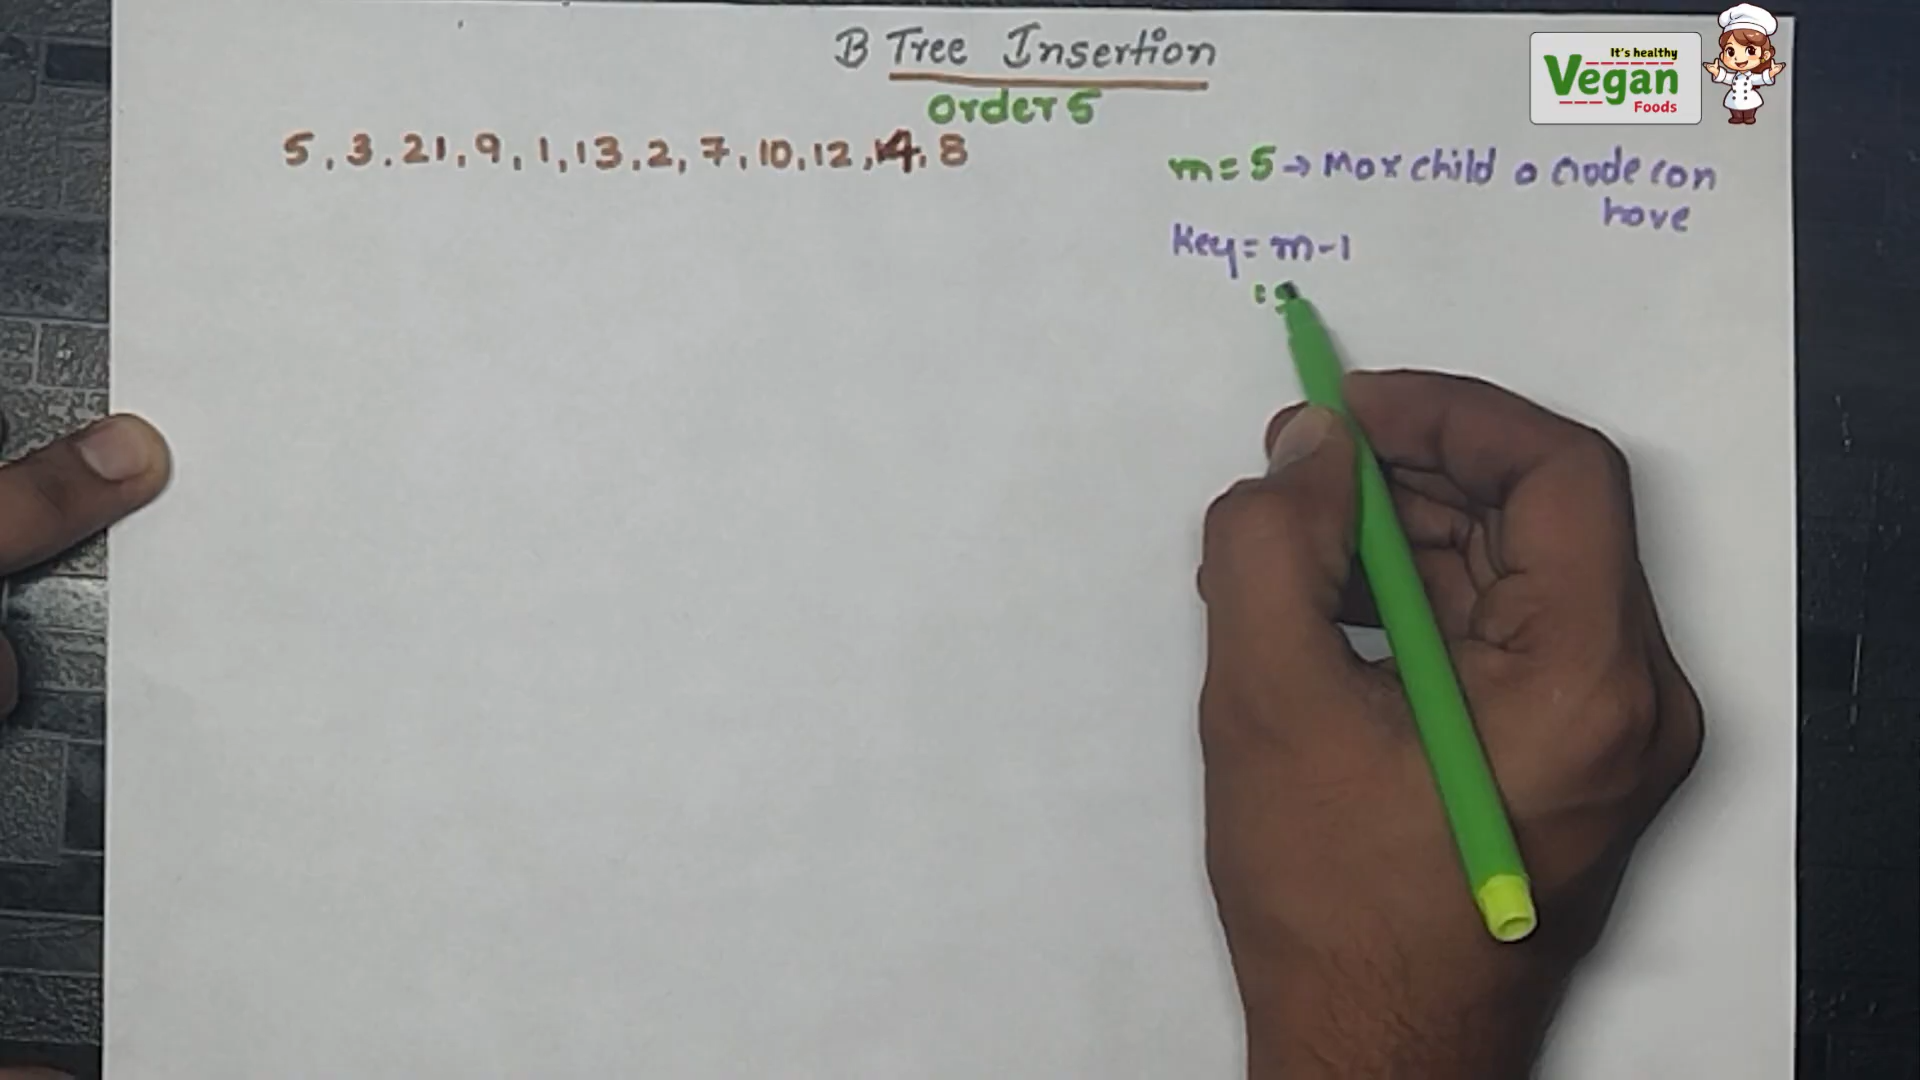 B Tree Insertion
order 5
5, 3, 21, 9, 1, 13, 2, 7, 10, 12, 14, 8
m = 5 → Max child a node can
have
Key = m-1
It's healthy
Vegan
Foods